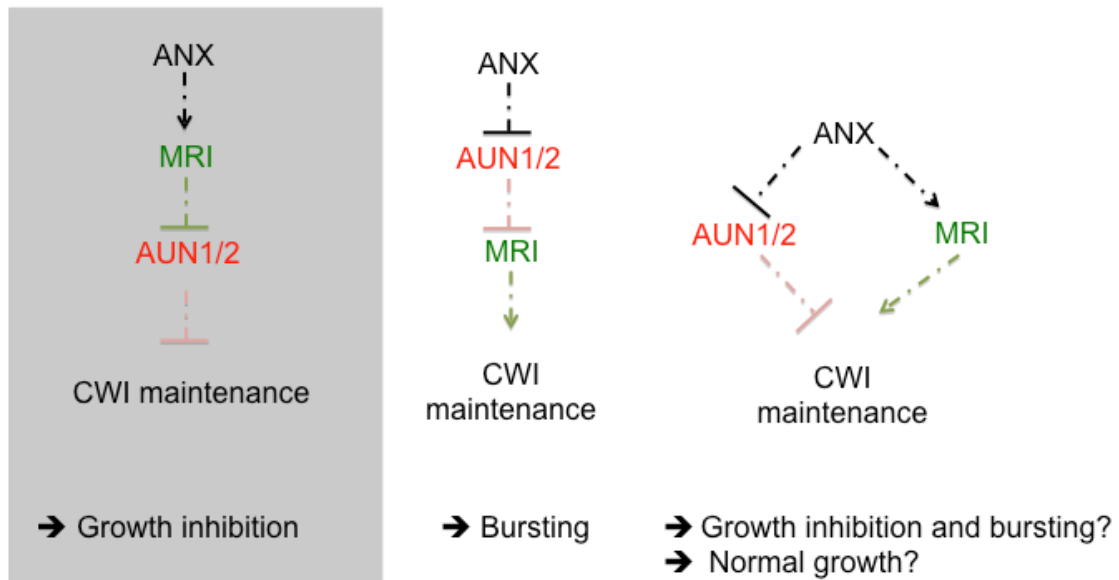 ANX
MRI
AUN1/2
CWI maintenance
➔ Growth inhibition
ANX
AUN1/2
MRI
CWI
maintenance
➔ Bursting
ANX
AUN1/2
MRI
CWI
maintenance
➔ Growth inhibition and bursting?
➔ Normal growth?